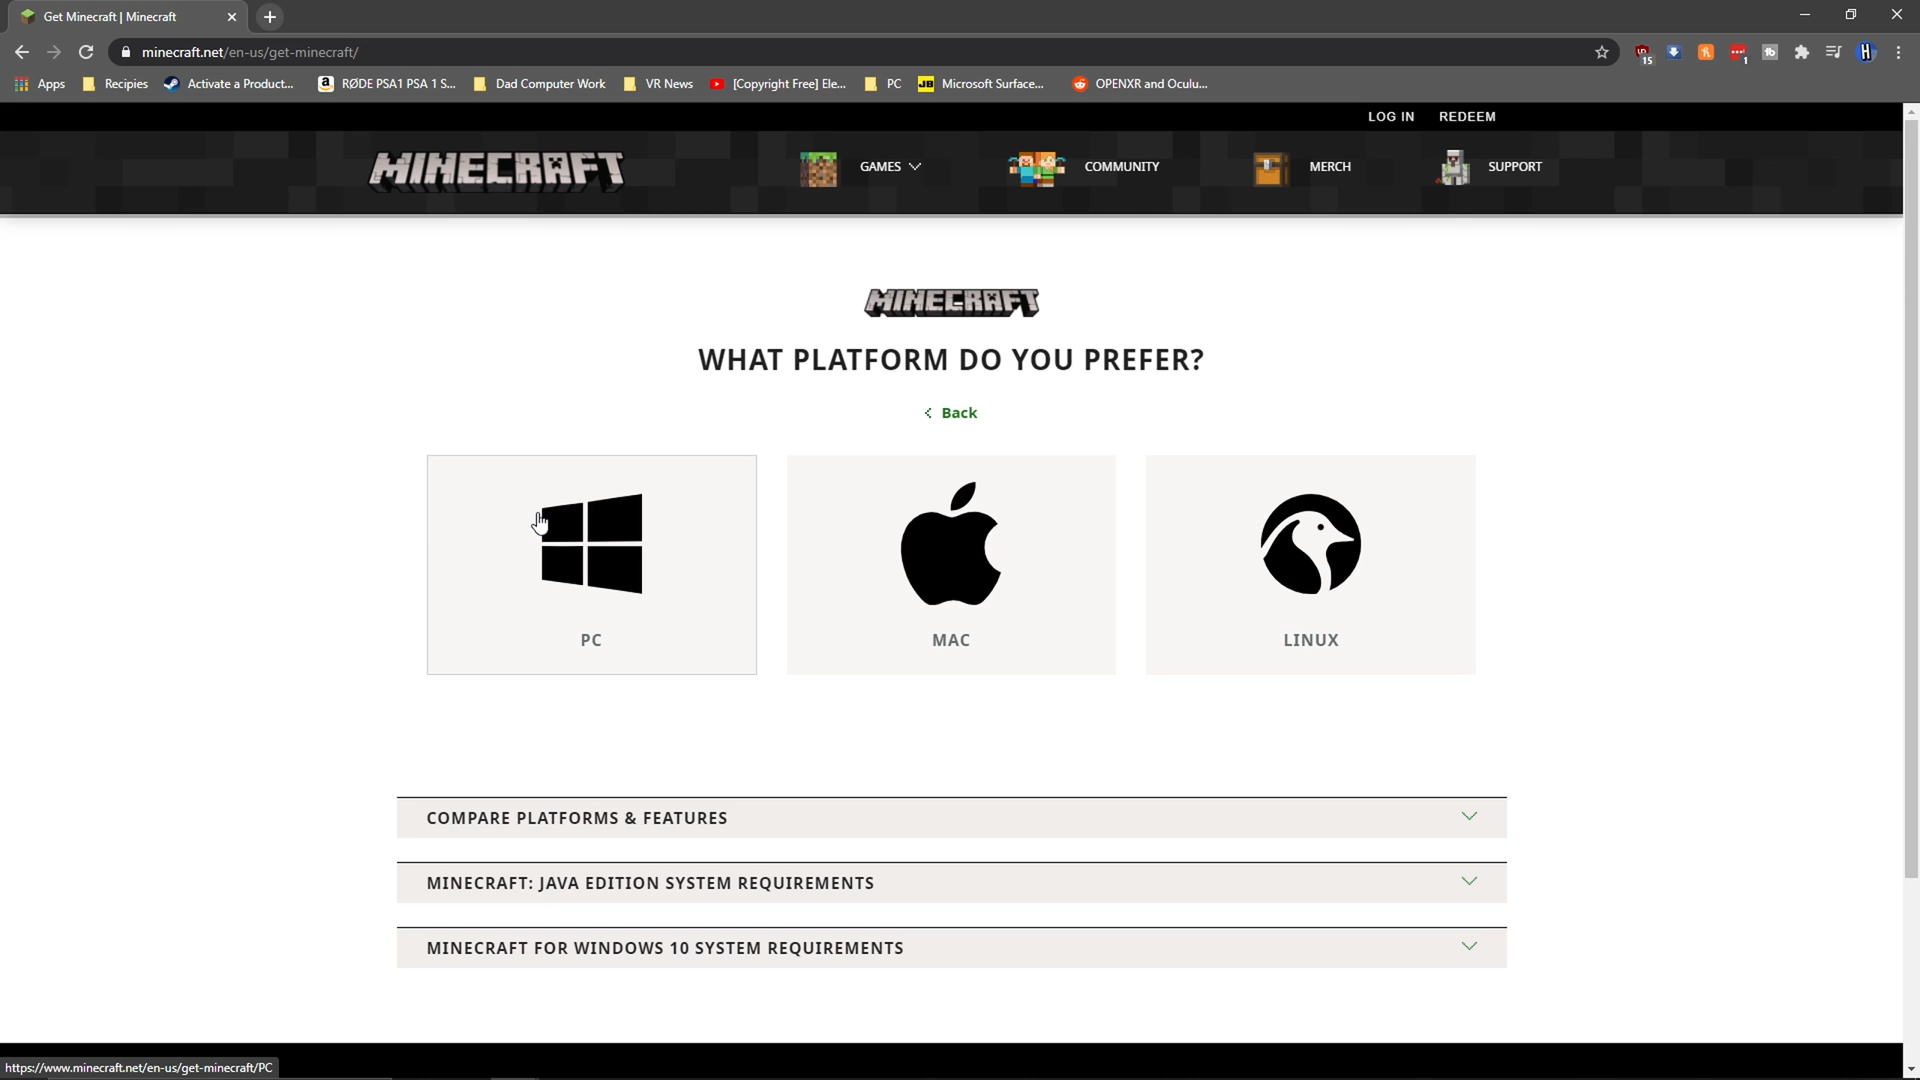 Get Minecraft | Minecraft
minecraft.net/en-us/get-minecraft/
15
1
Apps
Recipies
Activate a Product...
RØDE PSA1 PSA 1 S...
Dad Computer Work
VR News
[Copyright Free] Ele...
PC
JB
Microsoft Surface...
OPENXR and Oculu...
LOG IN
REDEEM
MINECRAFT
GAMES
COMMUNITY
MERCH
SUPPORT
MINECRAFT
WHAT PLATFORM DO YOU PREFER?
Back
PC
MAC
LINUX
COMPARE PLATFORMS & FEATURES
MINECRAFT: JAVA EDITION SYSTEM REQUIREMENTS
MINECRAFT FOR WINDOWS 10 SYSTEM REQUIREMENTS
https://www.minecraft.net/en-us/get-minecraft/PC